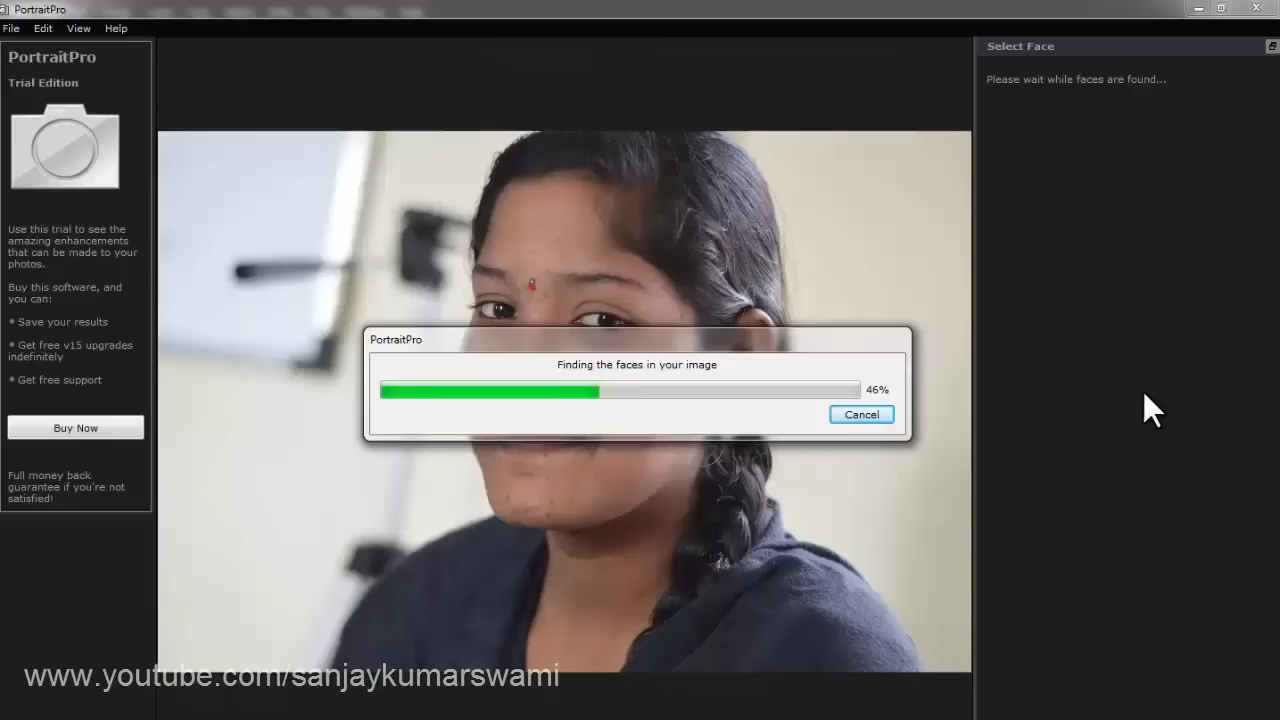 PortraitPro
File Edit View Help
PortraitPro
Trial Edition
Use this trial to see the
amazing enhancements
that can be made to your
photos.
Buy this software, and
you can:
• Save your results
• Get free v15 upgrades
indefinitely
• Get free support
Buy Now
Full money back
guarantee if you're not
satisfied!
PortraitPro
Finding the faces in your image
46%
Cancel
Select Face
Please wait while faces are found...
www.youtube.com/sanjaykumarswami